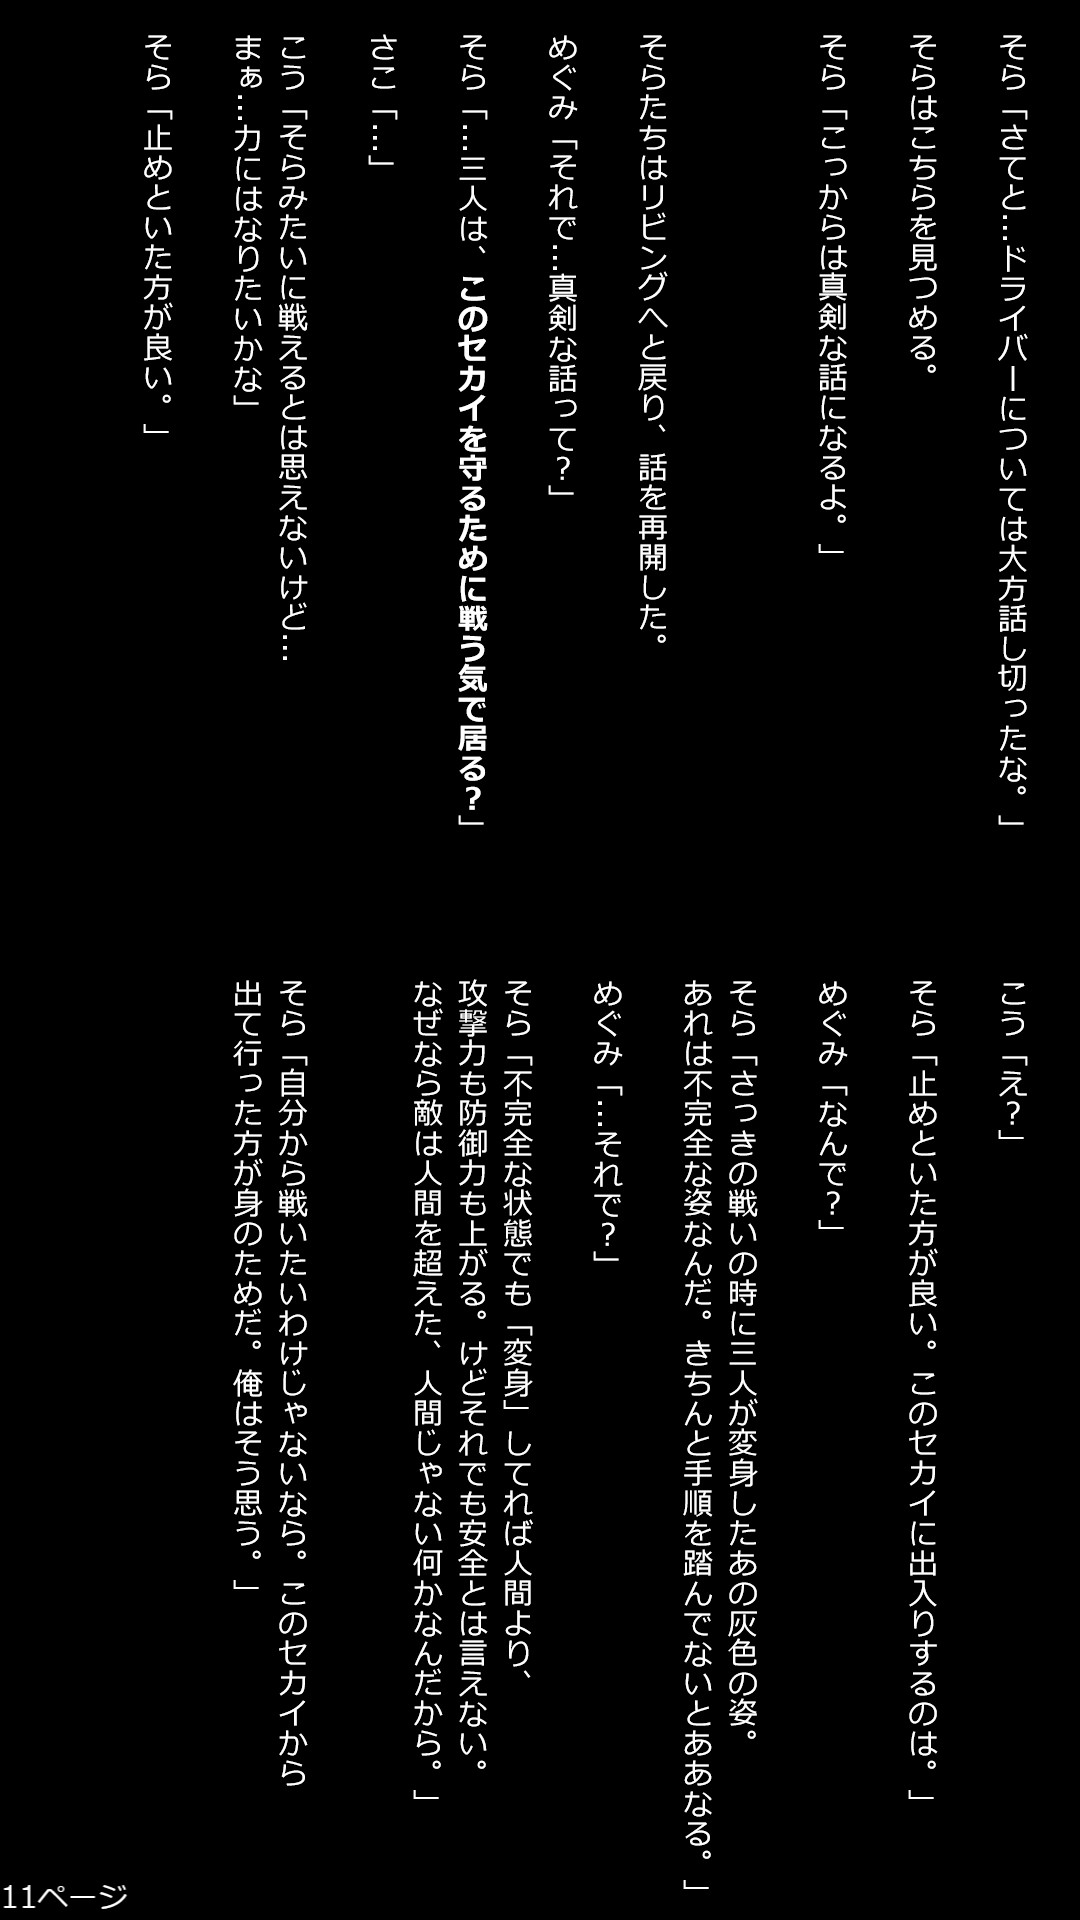 そら「さてと…ドライバーについては大方話し切ったな。」
そらはこちらを見つめる。
そら「こっからは真剣な話になるよ。」
そらたちはリビングへと戻り、話を再開した。
めぐみ「それで…真剣な話って?」
そら「…三人は、このセカイを守るために戦う気で居る?」
さこ「…」
こう「そらみたいに戦えるとは思えないけど…
まぁ…力にはなりたいかな」
そら「止めといた方が良い。」
こう「え?」
そら「止めといた方が良い。このセカイに出入りするのは。」
めぐみ「なんで?」
そら「さっきの戦いの時に三人が変身したあの灰色の姿。
あれは不完全な姿なんだ。きちんと手順を踏んでないとああなる。」
めぐみ「…それで?」
そら「不完全な状態でも「変身」してれば人間より、
攻撃力も防御力も上がる。けどそれでも安全とは言えない。
なぜなら敵は人間を超えた、人間じゃない何かなんだから。」
そら「自分から戦いたいわけじゃないなら。このセカイから
出て行った方が身のためだ。俺はそう思う。」
11ページ